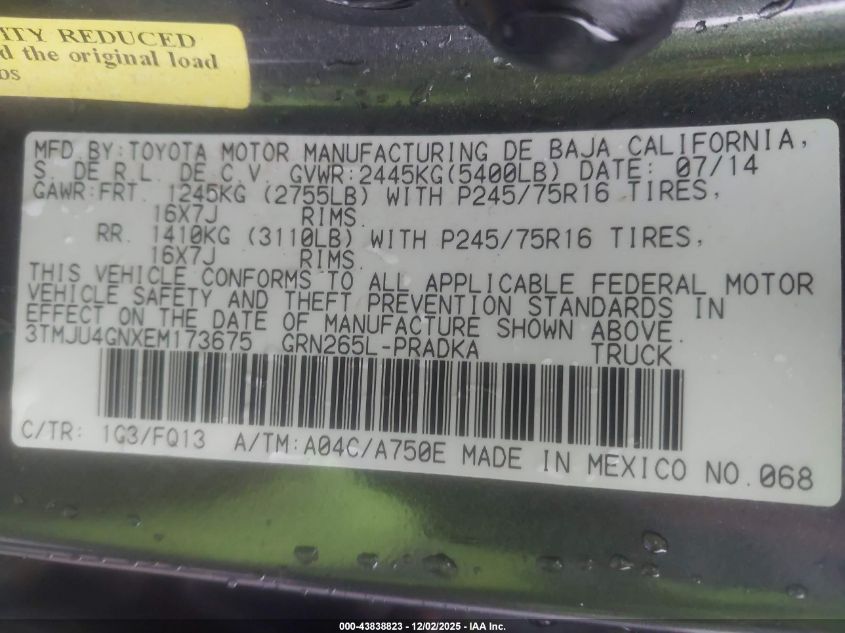 ITY REDUCED
d the original load
os
MFD.BY:TOYOTA MOTOR MANUFACTURING DE BAJA CALIFORNIA,
S. DE R.L. DE C.V. GVWR:2445KG(5400LB) DATE: 07/14
GAWR:FRT. 1245KG (2755LB) WITH P245/75R16 TIRES,
16X7J RIMS.
RR. 1410KG (3110LB) WITH P245/75R16 TIRES,
16X7J RIMS.
THIS VEHICLE CONFORMS TO ALL APPLICABLE FEDERAL MOTOR
VEHICLE SAFETY AND THEFT PREVENTION STANDARDS IN
EFFECT ON THE DATE OF MANUFACTURE SHOWN ABOVE.
3TMJU4GNXEM173675 GRN265L-PRADKA TRUCK
C/TR: 1G3/FQ13 A/TM:A04C/A750E MADE IN MEXICO NO.068
000-43838823 - 12/02/2025 - IAA Inc.